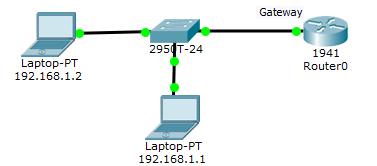 Gateway
2950T-24
1941
Router0
Laptop-PT
192.168.1.2
Laptop-PT
192.168.1.1